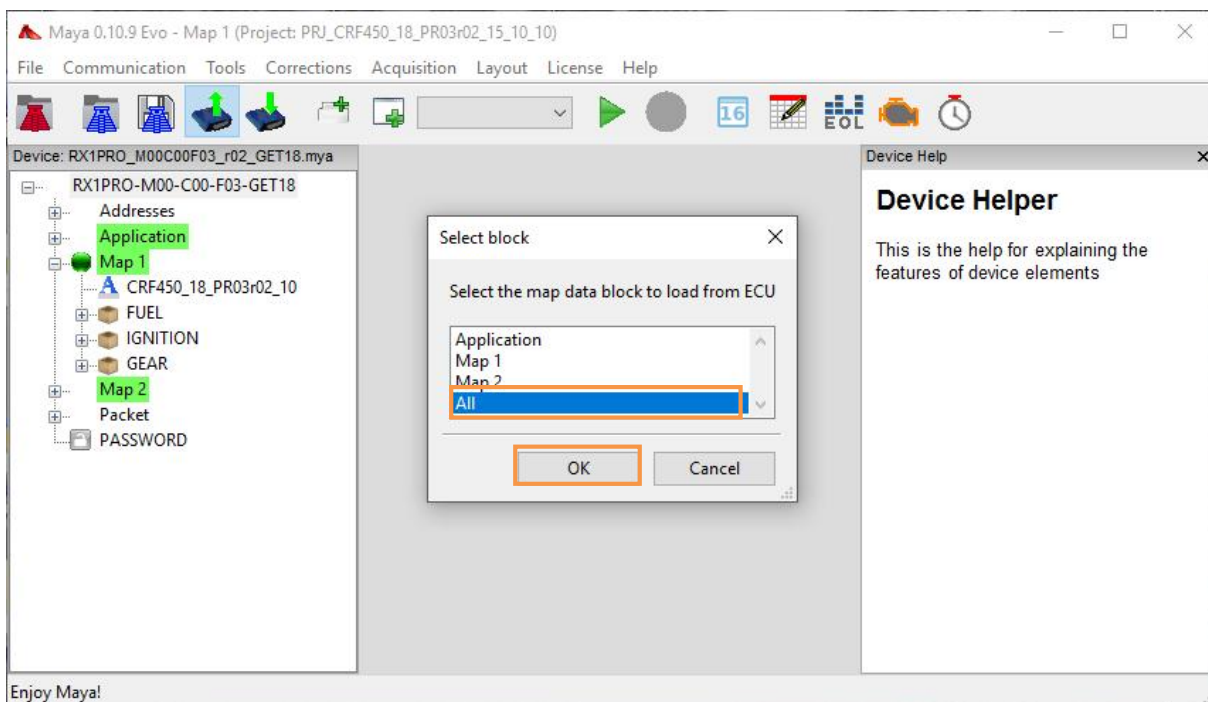 Maya 0.10.9 Evo - Map 1 (Project: PRJ_CRF450_18_PR03r02_15_10_10)
File Communication Tools Corrections Acquisition Layout License Help
16
EOL
Device: RX1PRO_M00C00F03_r02_GET18.mya
RX1PRO-M00-C00-F03-GET18
Addresses
Application
Map 1
A CRF450_18_PR03r02_10
FUEL
IGNITION
GEAR
Map 2
Packet
PASSWORD
Select block
Select the map data block to load from ECU
Application
Map 1
Map 2
All
OK Cancel
Device Help
Device Helper
This is the help for explaining the
features of device elements
Enjoy Maya!